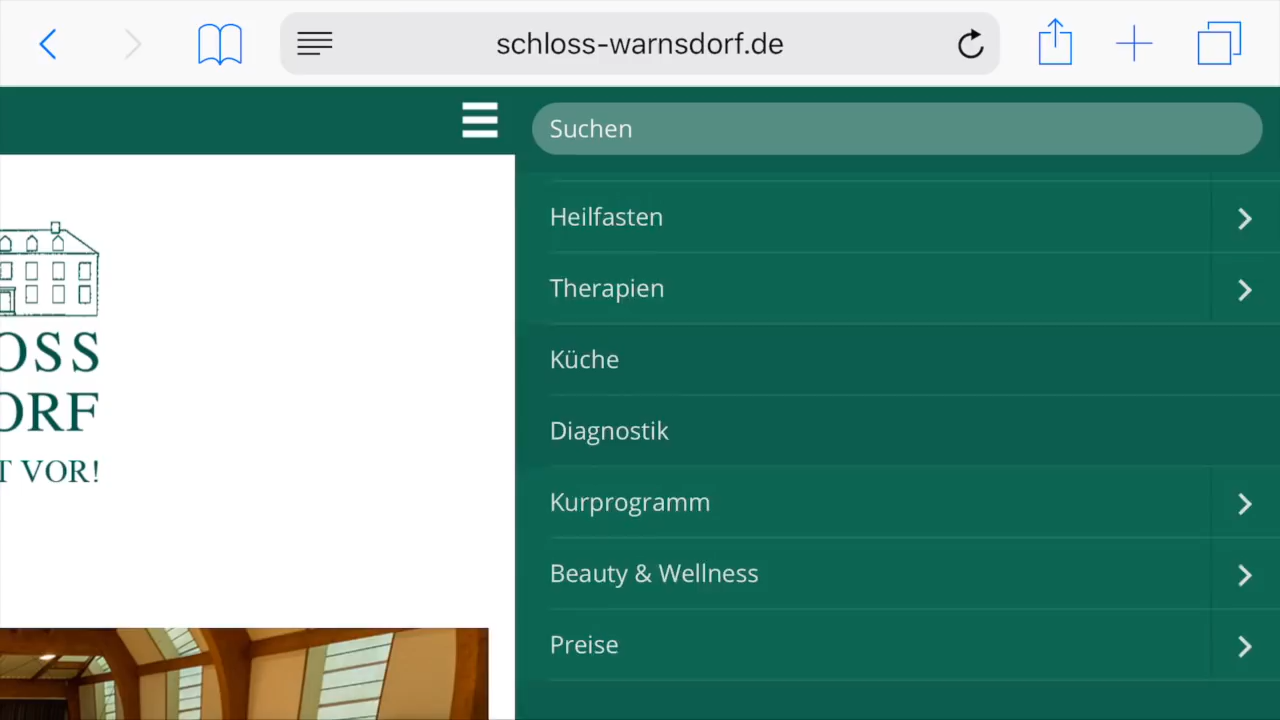 schloss-warnsdorf.de
Suchen
OSS
ORF
T VOR!
Heilfasten
Therapien
Küche
Diagnostik
Kurprogramm
Beauty & Wellness
Preise